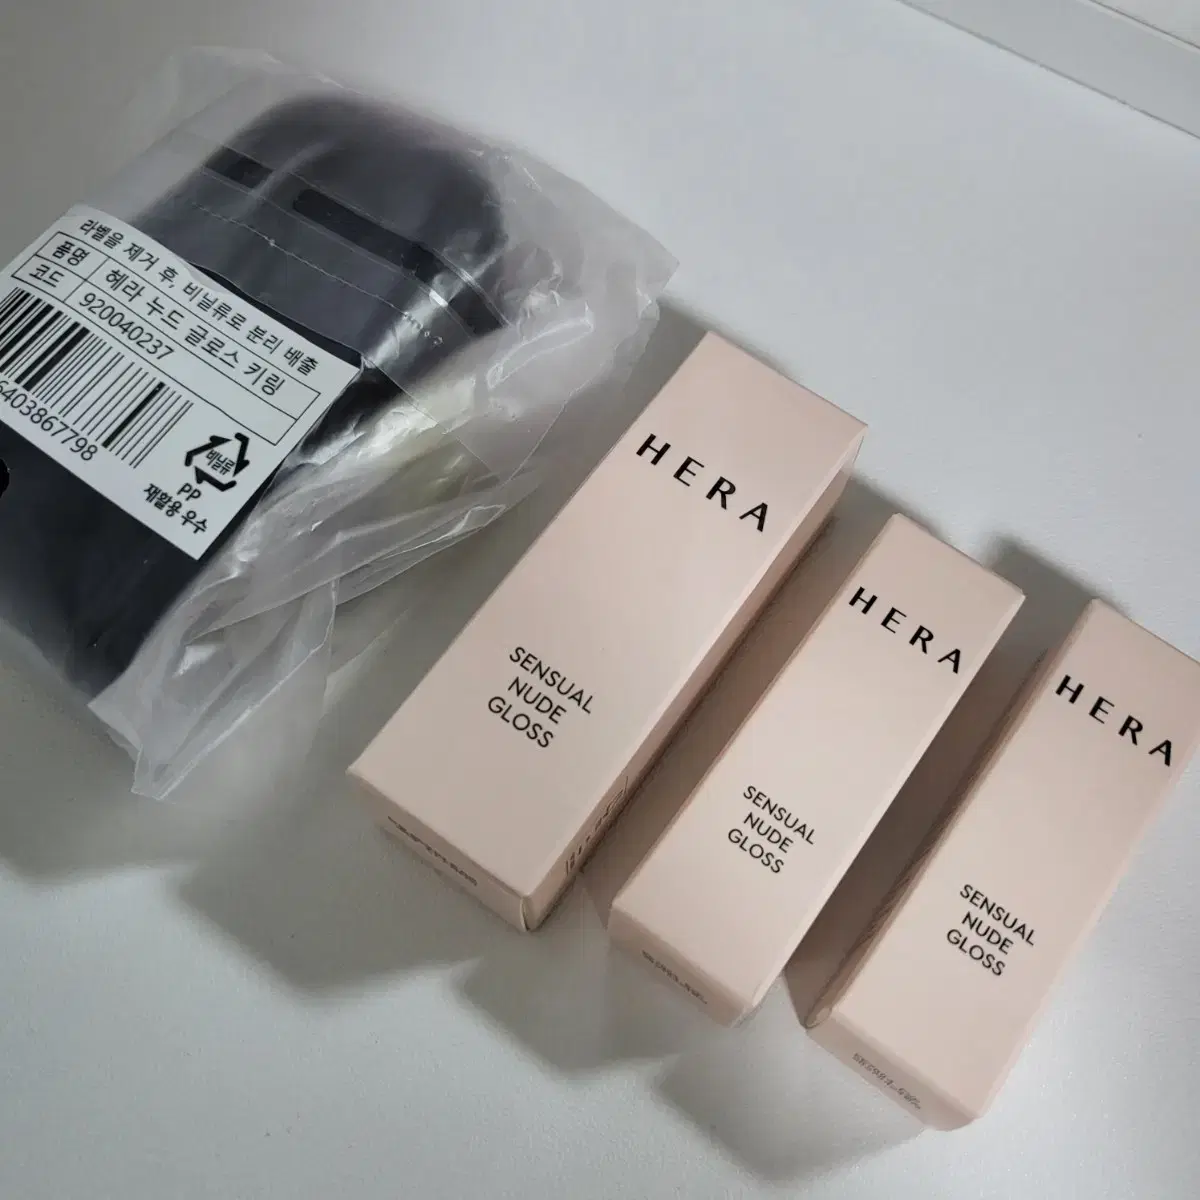 라벨을 제거 후, 비닐류로 분리 배출
품명 헤라 누드 글로스 키링
코드 920040237
6403867798
비닐류
PP
재활용 우수
HERA
SENSUAL
NUDE
GLOSS
HERA
SENSUAL
NUDE
GLOSS
HERA
SENSUAL
NUDE
GLOSS